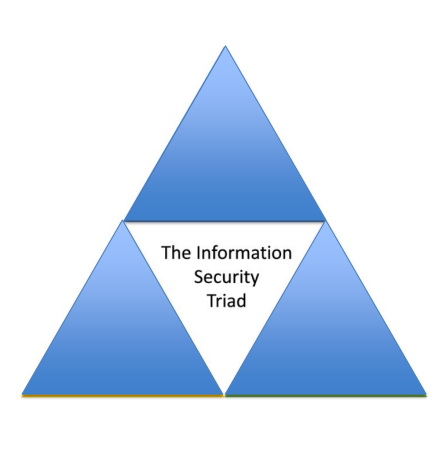 The Information
Security
Triad